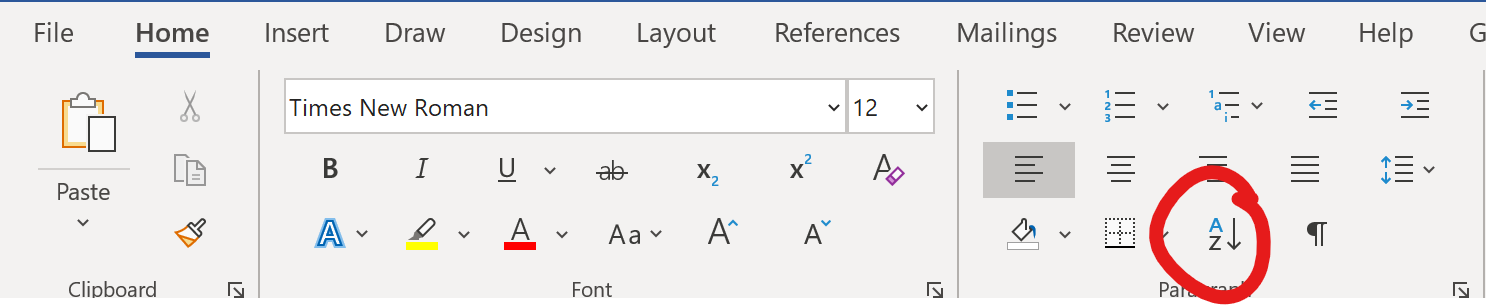 File Home Insert Draw Design Layout References Mailings Review View Help G
Times New Roman 12
B I U ab x2 x2 A
Paste
A A Aa A A A Z
Clipboard Font Paragraph